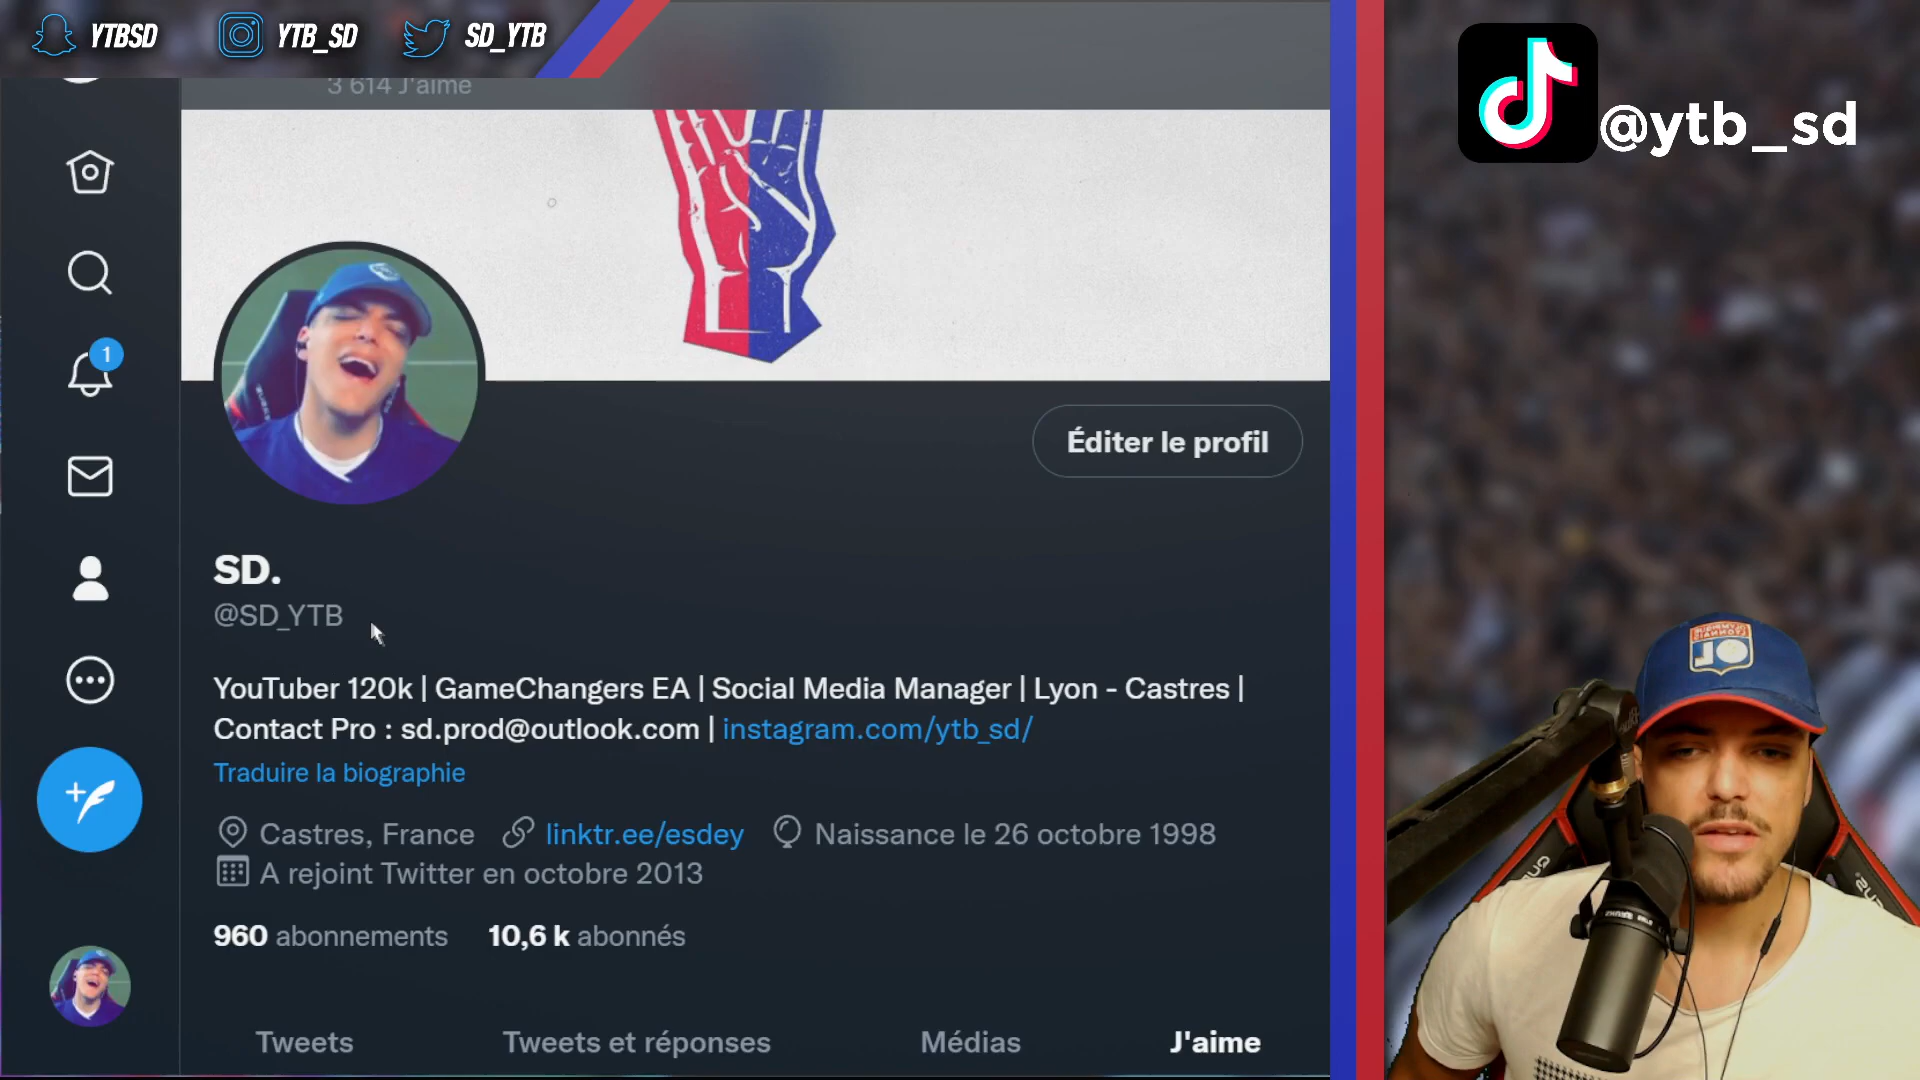 YTBSD
YTB_SD
SD_YTB
@ytb_sd
3 614 J'aime
1
Éditer le profil
SD.
@SD_YTB
YouTuber 120k | GameChangers EA | Social Media Manager | Lyon - Castres |
Contact Pro : sd.prod@outlook.com | instagram.com/ytb_sd/
Traduire la biographie
Castres, France
linktr.ee/esdey
Naissance le 26 octobre 1998
A rejoint Twitter en octobre 2013
960 abonnements
10,6 k abonnés
Tweets
Tweets et réponses
Médias
J'aime